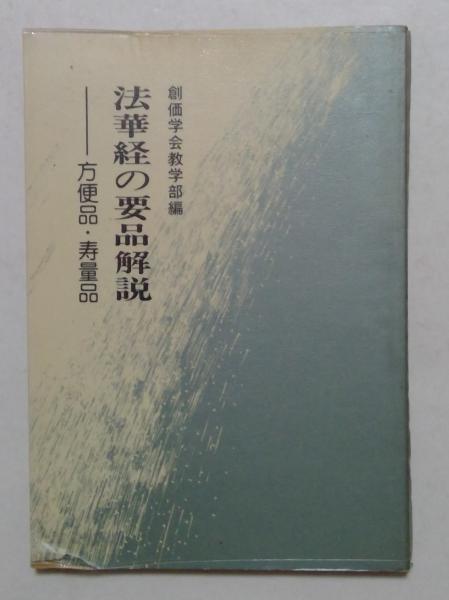 創価学会教学部編
法華経の要品解説
──方便品・寿量品